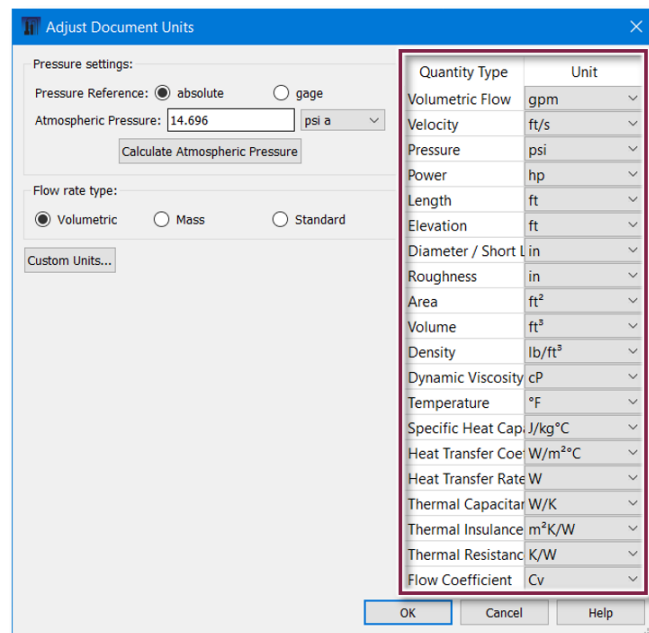 Adjust Document Units
Pressure settings:
Pressure Reference: absolute gage
Atmospheric Pressure: 14.696 psi a
Calculate Atmospheric Pressure
Flow rate type:
Volumetric Mass Standard
Custom Units...
Quantity Type Unit
Volumetric Flow gpm
Velocity ft/s
Pressure psi
Power hp
Length ft
Elevation ft
Diameter / Short L in
Roughness in
Area ft²
Volume ft³
Density lb/ft³
Dynamic Viscosity cP
Temperature °F
Specific Heat Capa J/kg°C
Heat Transfer Coef W/m²°C
Heat Transfer Rate W
Thermal Capacitan W/K
Thermal Insulance m²K/W
Thermal Resistanc K/W
Flow Coefficient Cv
OK Cancel Help